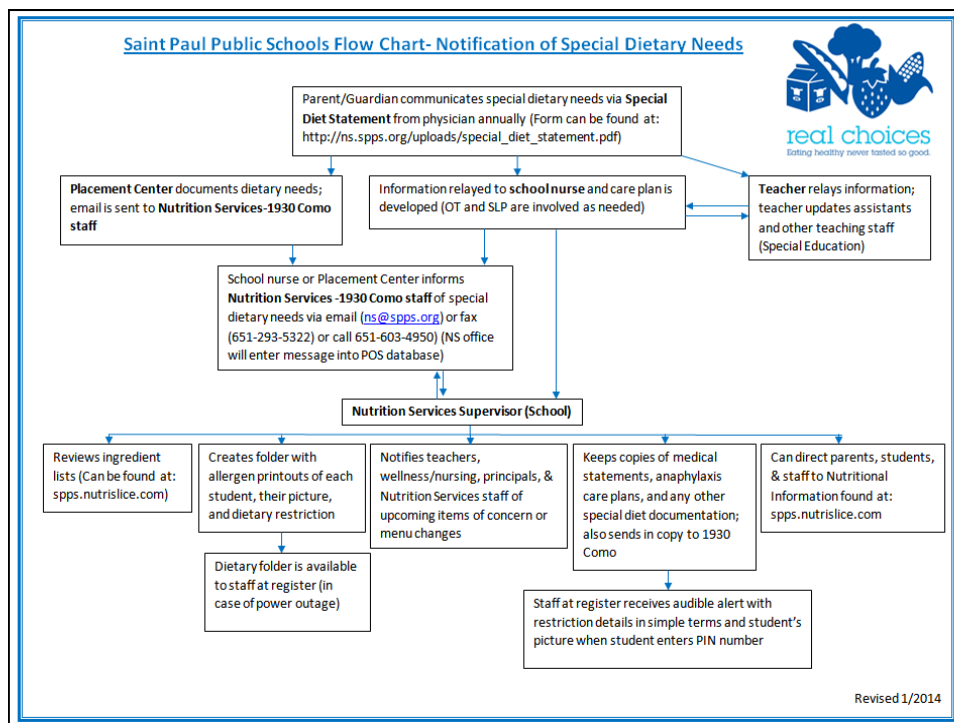 Saint Paul Public Schools Flow Chart- Notification of Special Dietary Needs
real choices
Eating healthy never tasted so good.
Parent/Guardian communicates special dietary needs via Special
Diet Statement from physician annually (Form can be found at:
http://ns.spps.org/uploads/special_diet_statement.pdf)
Placement Center documents dietary needs;
email is sent to Nutrition Services-1930 Como
staff
Information relayed to school nurse and care plan is
developed (OT and SLP are involved as needed)
Teacher relays information;
teacher updates assistants
and other teaching staff
(Special Education)
School nurse or Placement Center informs
Nutrition Services -1930 Como staff of special
dietary needs via email (ns@spps.org) or fax
(651-293-5322) or call 651-603-4950) (NS office
will enter message into POS database)
Nutrition Services Supervisor (School)
Reviews ingredient
lists (Can be found at:
spps.nutrislice.com)
Creates folder with
allergen printouts of each
student, their picture,
and dietary restriction
Notifies teachers,
wellness/nursing, principals, &
Nutrition Services staff of
upcoming items of concern or
menu changes
Keeps copies of medical
statements, anaphylaxis
care plans, and any other
special diet documentation;
also sends in copy to 1930
Como
Can direct parents, students,
& staff to Nutritional
Information found at:
spps.nutrislice.com
Dietary folder is available
to staff at register (in
case of power outage)
Staff at register receives audible alert with
restriction details in simple terms and student's
picture when student enters PIN number
Revised 1/2014